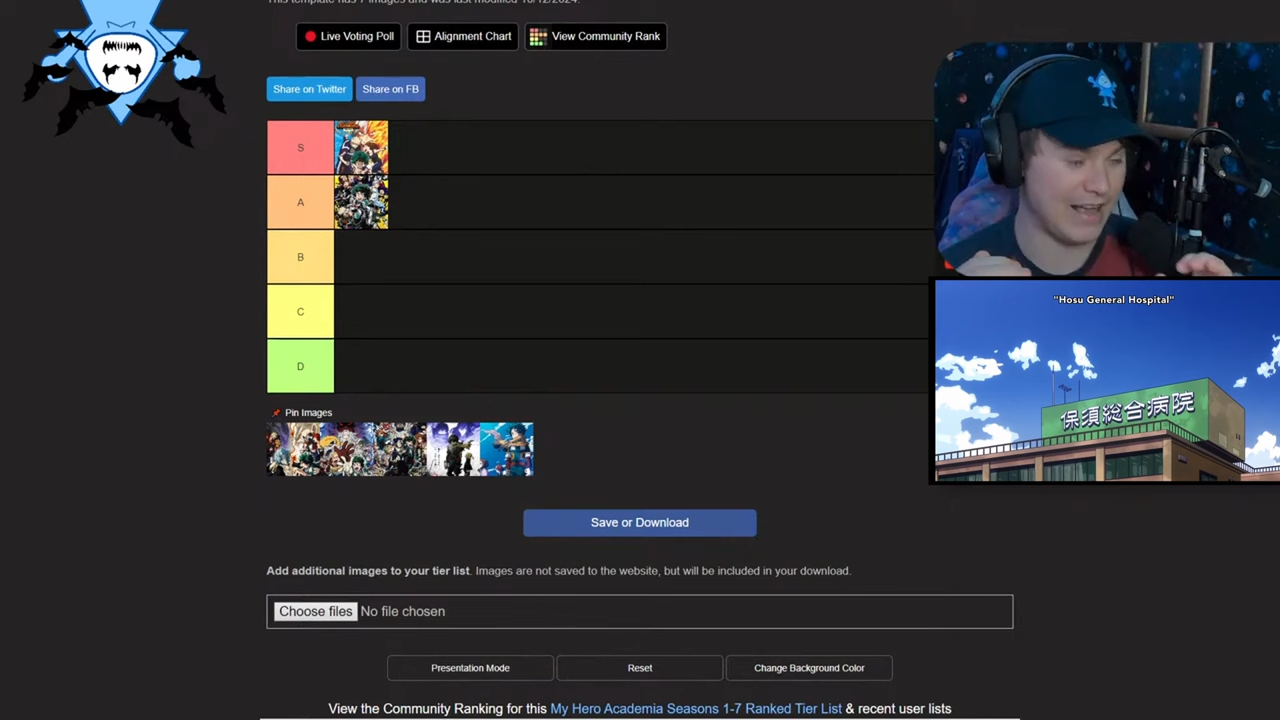 This template has 7 images and was last modified 10/12/2024.
Live Voting Poll
Alignment Chart
View Community Rank
Share on Twitter
Share on FB
S
A
B
C
D
"Hosu General Hospital"
保須総合病院
Pin Images
Save or Download
Add additional images to your tier list. Images are not saved to the website, but will be included in your download.
Choose files No file chosen
Presentation Mode
Reset
Change Background Color
View the Community Ranking for this My Hero Academia Seasons 1-7 Ranked Tier List & recent user lists